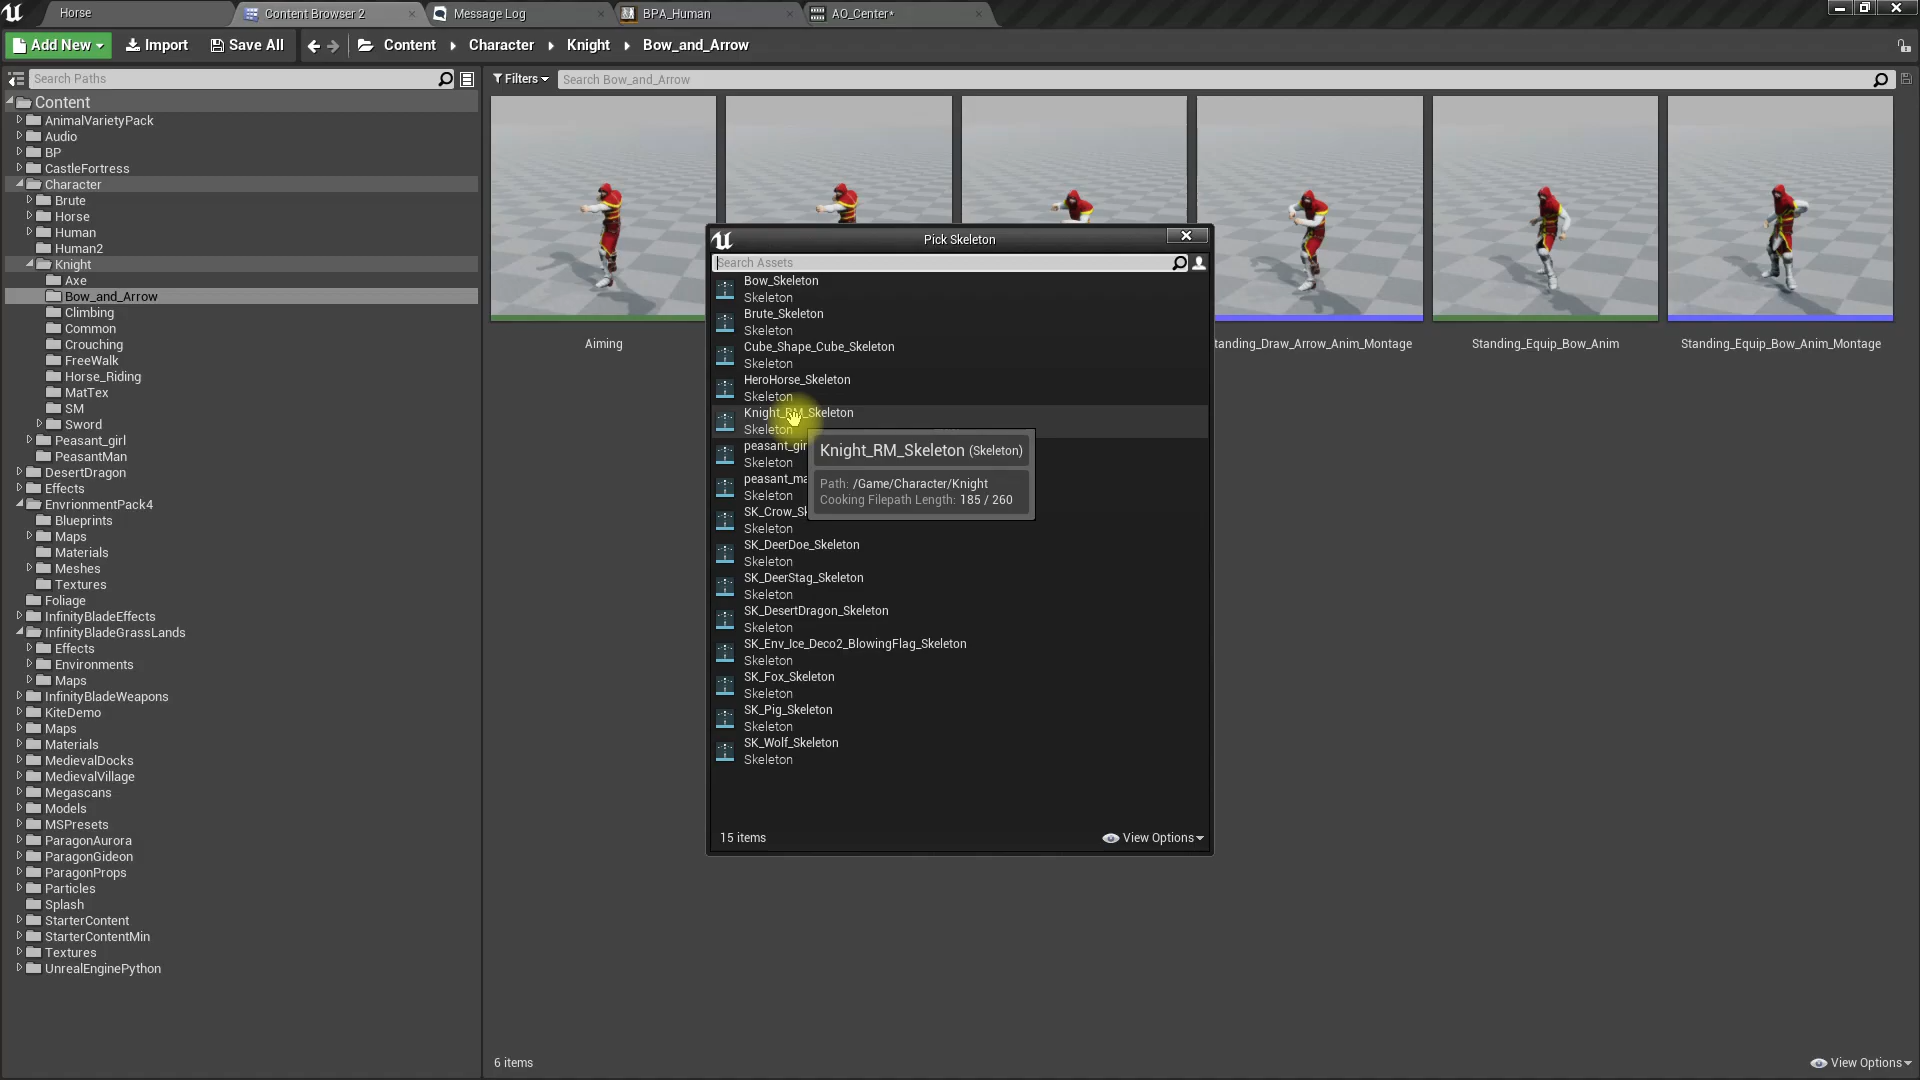 Horse
Content Browser 2
Message Log
BPA_Human
AO_Center*
Add New
Import
Save All
Content
Character
Knight
Bow_and_Arrow
Search Paths
Filters
Search Bow_and_Arrow
Content
AnimalVarietyPack
Audio
BP
CastleFortress
Character
Brute
Horse
Human
Human2
Knight
Axe
Bow_and_Arrow
Climbing
Common
Crouching
FreeWalk
Horse_Riding
MatTex
SM
Sword
Peasant_girl
PeasantMan
DesertDragon
Effects
EnvrionmentPack4
Blueprints
Maps
Materials
Meshes
Textures
Foliage
InfinityBladeEffects
InfinityBladeGrassLands
Effects
Environments
Maps
InfinityBladeWeapons
KiteDemo
Maps
Materials
MedievalDocks
MedievalVillage
Megascans
Models
MSPresets
ParagonAurora
ParagonGideon
ParagonProps
Particles
Splash
StarterContent
StarterContentMin
Textures
UnrealEnginePython
Aiming
tanding_Draw_Arrow_Anim_Montage
Standing_Equip_Bow_Anim
Standing_Equip_Bow_Anim_Montage
Pick Skeleton
Search Assets
Bow_Skeleton
Skeleton
Brute_Skeleton
Skeleton
Cube_Shape_Cube_Skeleton
Skeleton
HeroHorse_Skeleton
Skeleton
Knight_RM_Skeleton
Skeleton
peasant_gir
Skeleton
peasant_ma
Skeleton
SK_Crow_Sk
Skeleton
SK_DeerDoe_Skeleton
Skeleton
SK_DeerStag_Skeleton
Skeleton
SK_DesertDragon_Skeleton
Skeleton
SK_Env_Ice_Deco2_BlowingFlag_Skeleton
Skeleton
SK_Fox_Skeleton
Skeleton
SK_Pig_Skeleton
Skeleton
SK_Wolf_Skeleton
Skeleton
Knight_RM_Skeleton (Skeleton)
Path: /Game/Character/Knight
Cooking Filepath Length: 185 / 260
15 items
View Options
6 items
View Options